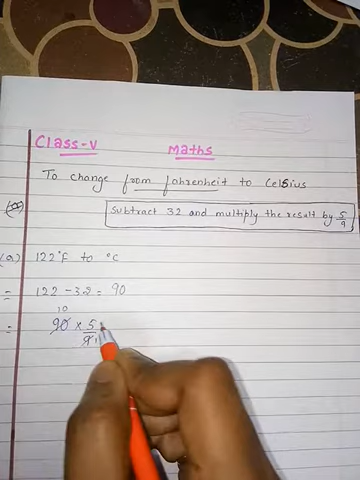 Class-V Maths
To change from fahrenheit to Celsius
Subtract 32 and multiply the result by 5/9
(a) 122°F to °C
= 122 - 32 = 90
10
= 90 × 5/9 1